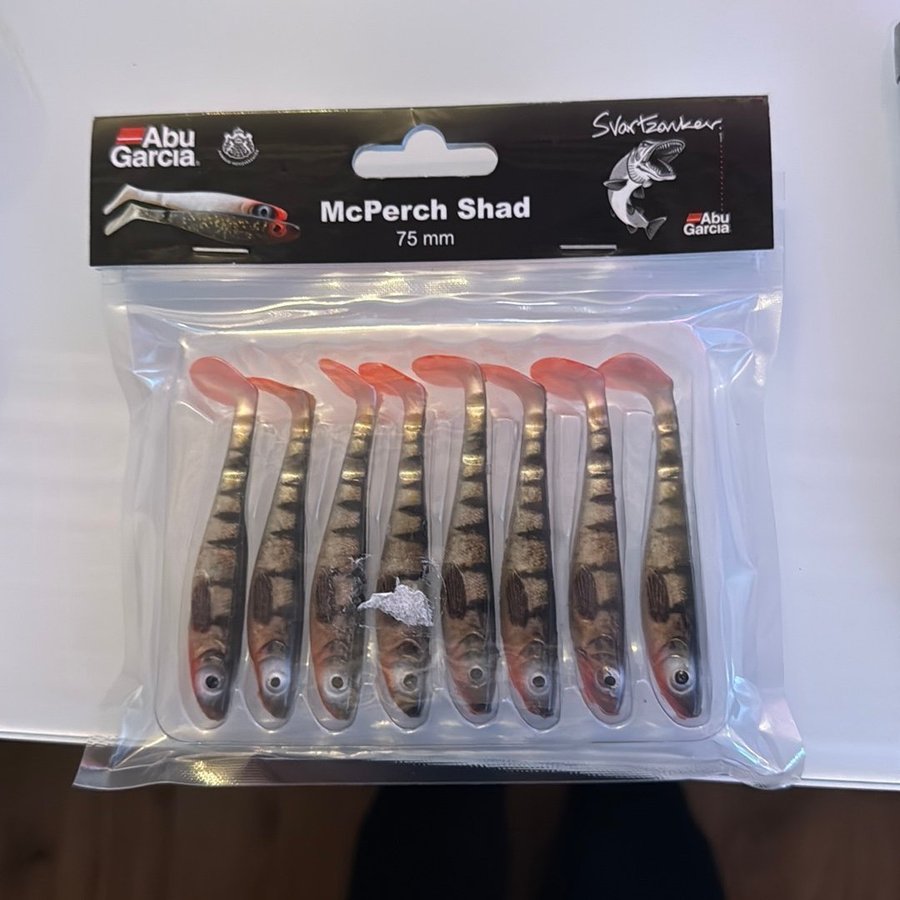 Abu
Garcia
McPerch Shad
75 mm
Svartzonker
Abu
Garcia